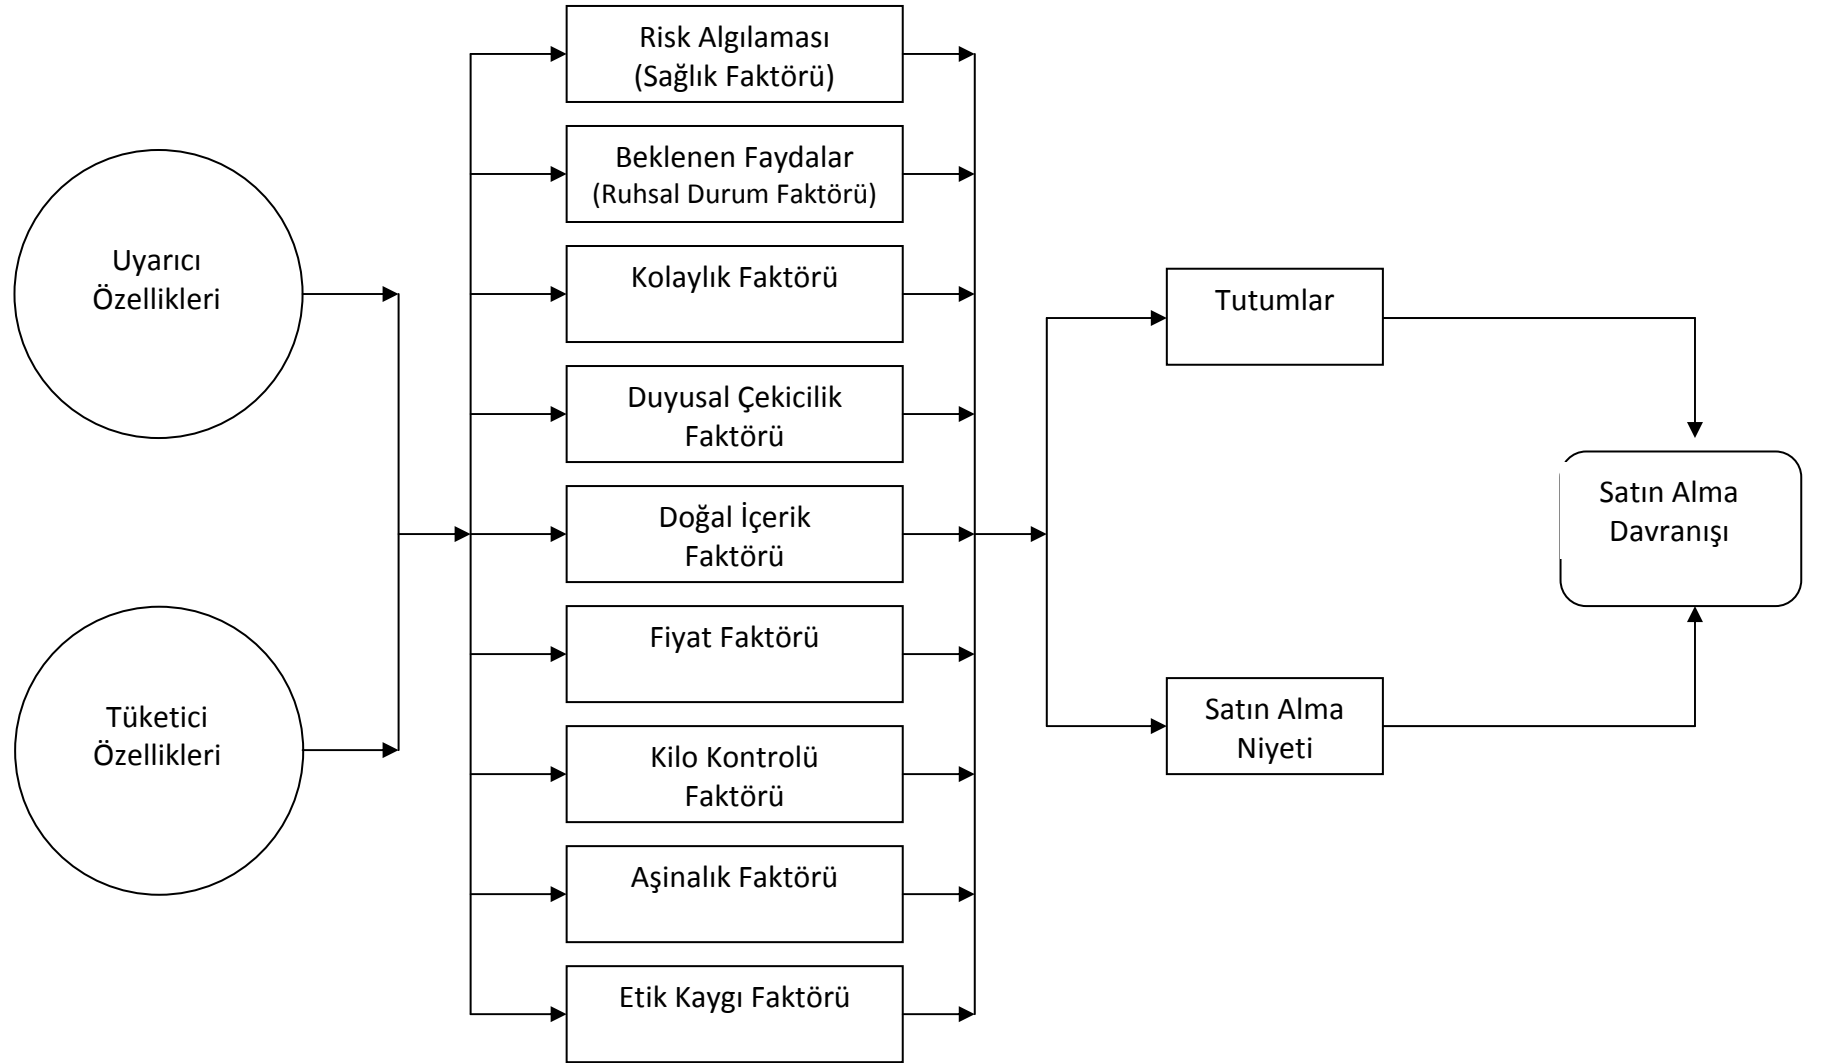 Uyarıcı
Özellikleri
Tüketici
Özellikleri
Risk Algılaması
(Sağlık Faktörü)
Beklenen Faydalar
(Ruhsal Durum Faktörü)
Kolaylık Faktörü
Duyusal Çekicilik
Faktörü
Doğal İçerik
Faktörü
Fiyat Faktörü
Kilo Kontrolü
Faktörü
Aşinalık Faktörü
Etik Kaygı Faktörü
Tutumlar
Satın Alma
Niyeti
Satın Alma
Davranışı